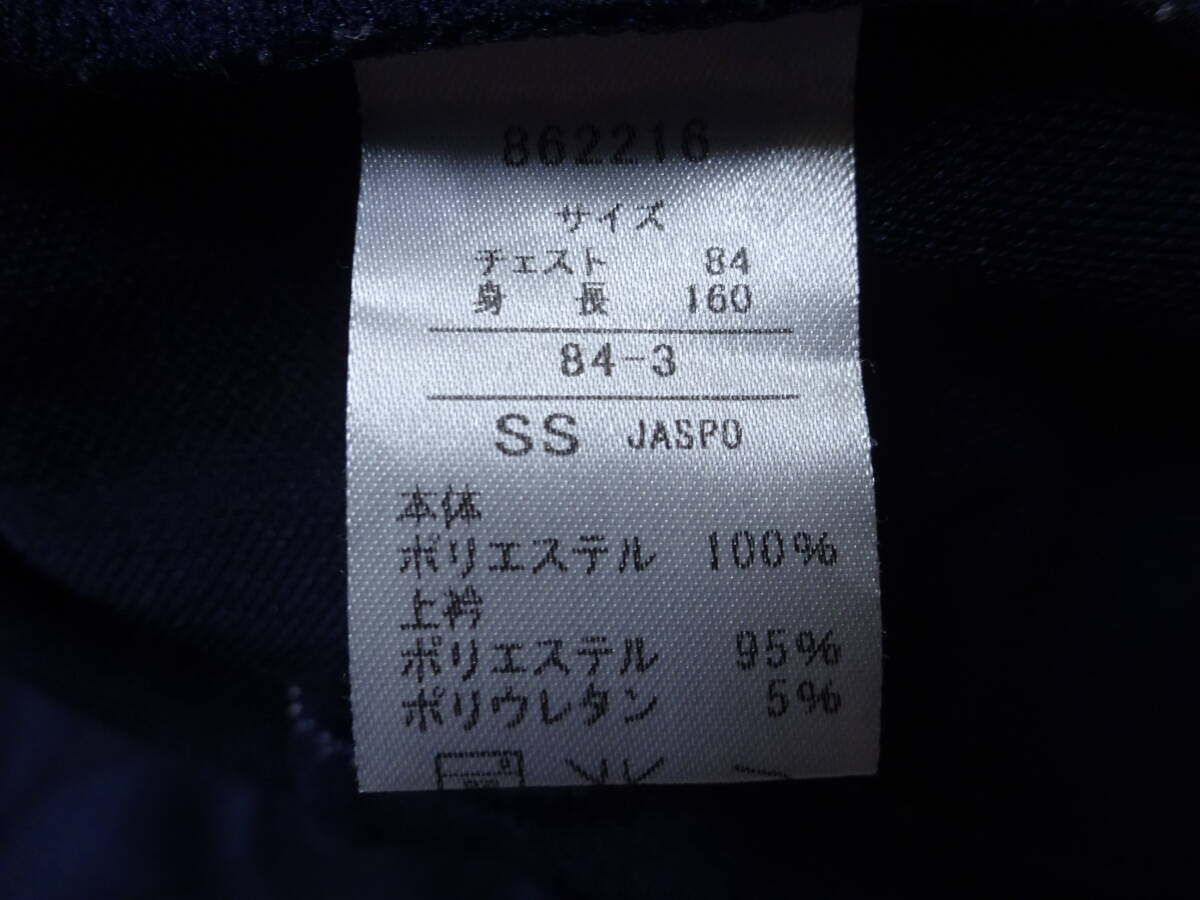 862216
サイズ
チェスト 84
身長 160
84-3
SS JASPO
本体
ポリエステル 100%
上衿
ポリエステル 95%
ポリウレタン 5%